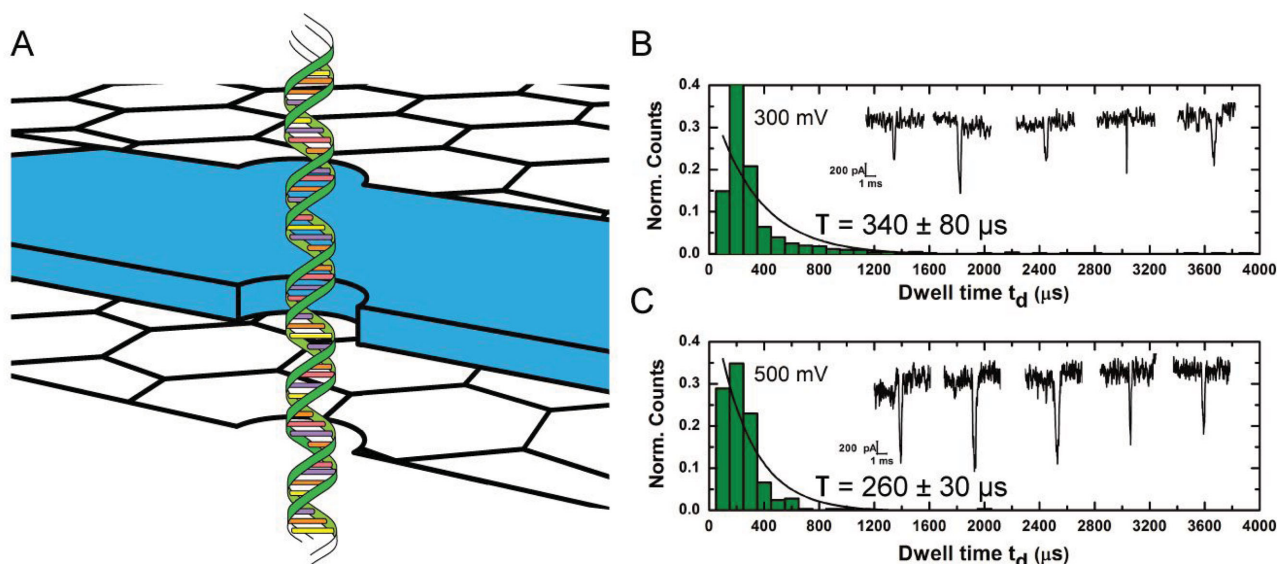 A
B
0.4
0.3
0.2
0.1
0.0
Norm. Counts
300 mV
200 pA
1 ms
T = 340 ± 80 µs
0 400 800 1200 1600 2000 2400 2800 3200 3600 4000
Dwell time td (µs)
C
0.4
0.3
0.2
0.1
0.0
Norm. Counts
500 mV
200 pA
1 ms
T = 260 ± 30 µs
0 400 800 1200 1600 2000 2400 2800 3200 3600 4000
Dwell time td (µs)